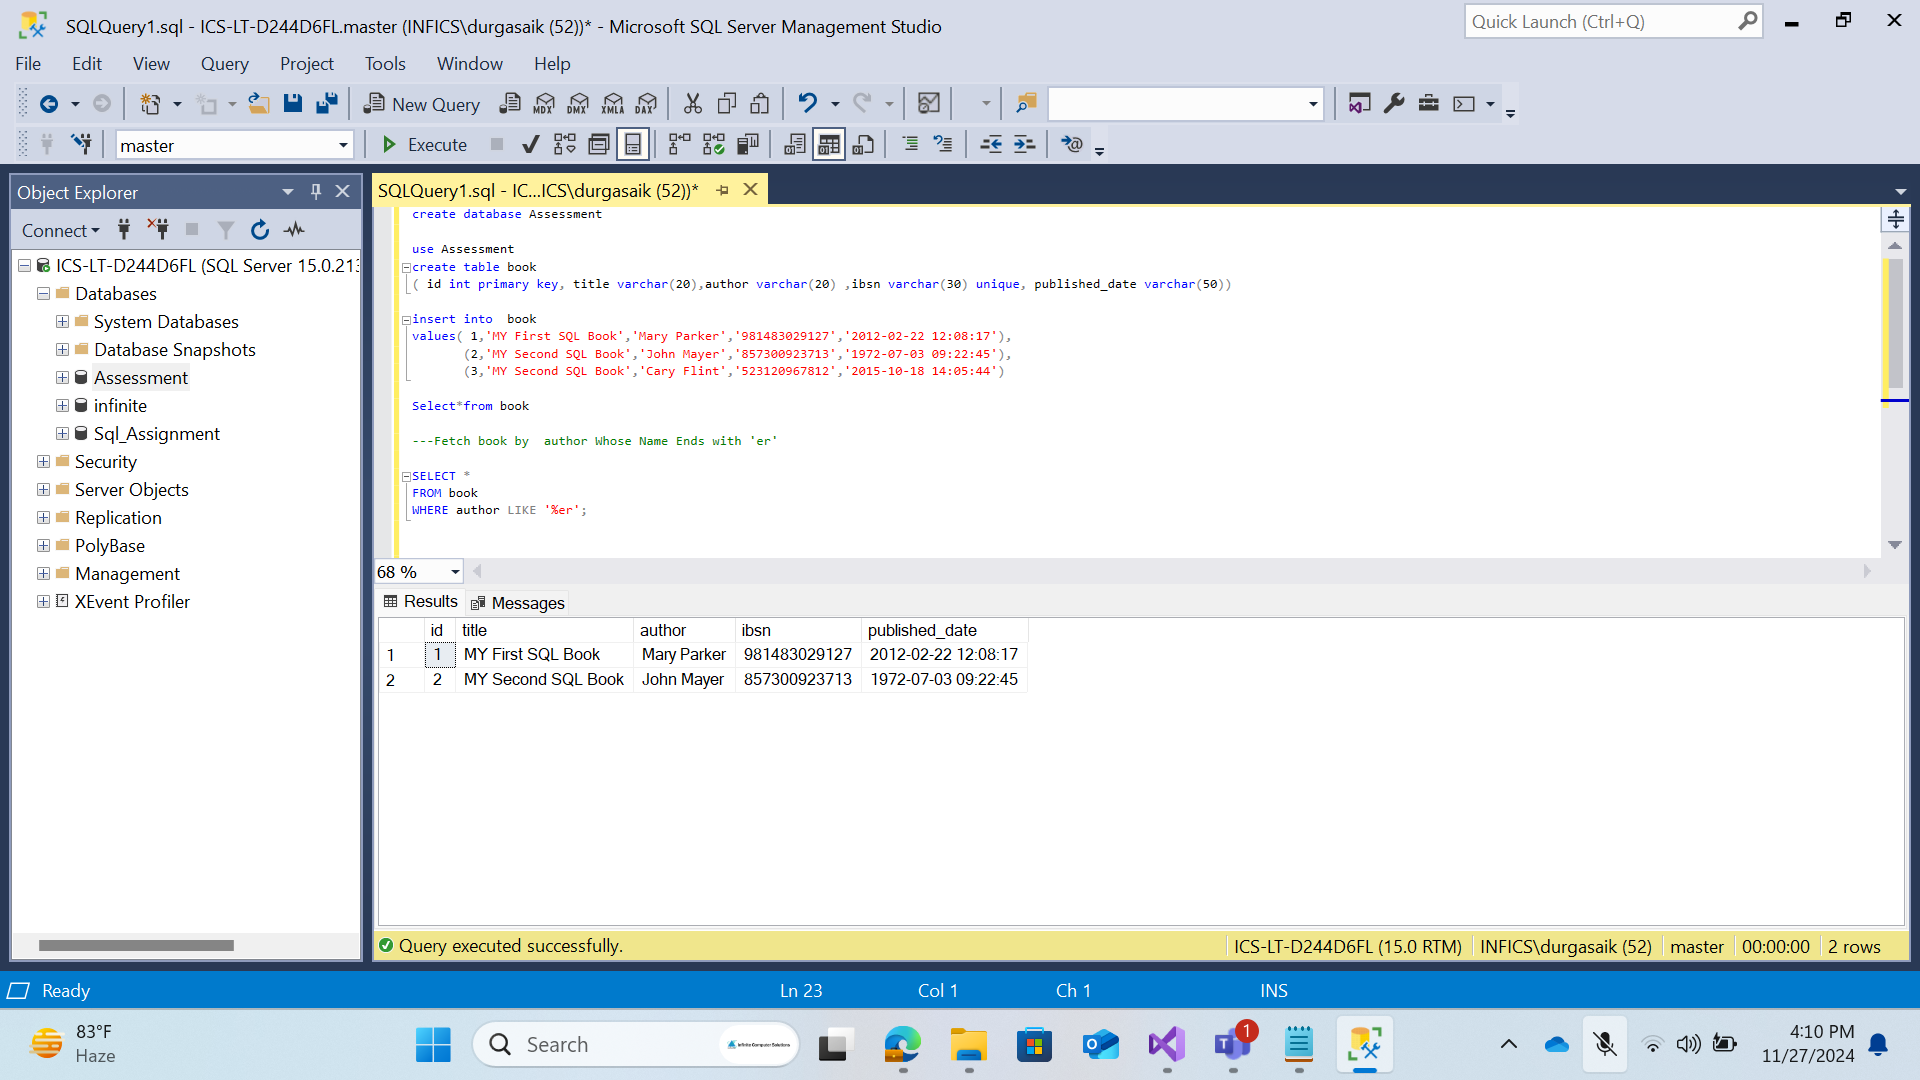 SQLQuery1.sql - ICS-LT-D244D6FL.master (INFICS\durgasaik (52))* - Microsoft SQL Server Management Studio
Quick Launch (Ctrl+Q)
File Edit View Query Project Tools Window Help
New Query MDX DMX XMLA DAX
master
Execute
Object Explorer
SQLQuery1.sql - IC...ICS\durgasaik (52))*
Connect
ICS-LT-D244D6FL (SQL Server 15.0.213
Databases
System Databases
Database Snapshots
Assessment
infinite
Sql_Assignment
Security
Server Objects
Replication
PolyBase
Management
XEvent Profiler
create database Assessment
use Assessment
create table book
( id int primary key, title varchar(20),author varchar(20) ,ibsn varchar(30) unique, published_date varchar(50))
insert into  book
values( 1,'MY First SQL Book','Mary Parker','981483029127','2012-02-22 12:08:17'),
(2,'MY Second SQL Book','John Mayer','857300923713','1972-07-03 09:22:45'),
(3,'MY Second SQL Book','Cary Flint','523120967812','2015-10-18 14:05:44')
Select*from book
---Fetch book by  author Whose Name Ends with 'er'
SELECT *
FROM book
WHERE author LIKE '%er';
68 %
Results Messages
id title author ibsn published_date
1 1 MY First SQL Book Mary Parker 981483029127 2012-02-22 12:08:17
2 2 MY Second SQL Book John Mayer 857300923713 1972-07-03 09:22:45
Query executed successfully.
ICS-LT-D244D6FL (15.0 RTM) INFICS\durgasaik (52) master 00:00:00 2 rows
Ready Ln 23 Col 1 Ch 1 INS
83°F
Haze
Search
Infinite Computer Solutions
1
4:10 PM
11/27/2024